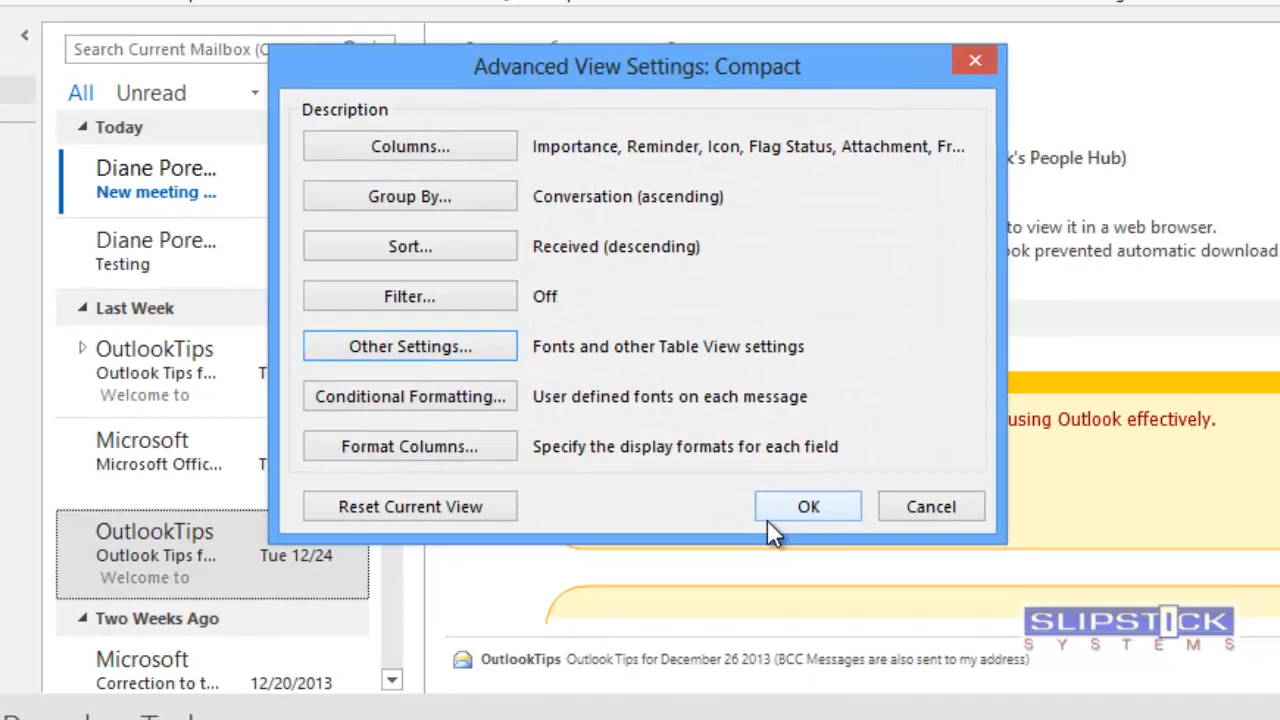 Search Current Mailbox (C
All Unread
Today
Diane Pore...
New meeting ...
Diane Pore...
Testing
Last Week
OutlookTips
Outlook Tips f...
T
Welcome to
Microsoft
Microsoft Offic...
T
OutlookTips
Outlook Tips f...
Tue 12/24
Welcome to
Two Weeks Ago
Microsoft
Correction to t...
12/20/2013
Advanced View Settings: Compact
Description
Columns...
Importance, Reminder, Icon, Flag Status, Attachment, Fr...
Group By...
Conversation (ascending)
Sort...
Received (descending)
Filter...
Off
Other Settings...
Fonts and other Table View settings
Conditional Formatting...
User defined fonts on each message
Format Columns...
Specify the display formats for each field
Reset Current View
OK
Cancel
k's People Hub)
to view it in a web browser.
ok prevented automatic download
using Outlook effectively.
SLIPSTICK
SYSTEMS
OutlookTips Outlook Tips for December 26 2013 (BCC Messages are also sent to my address)